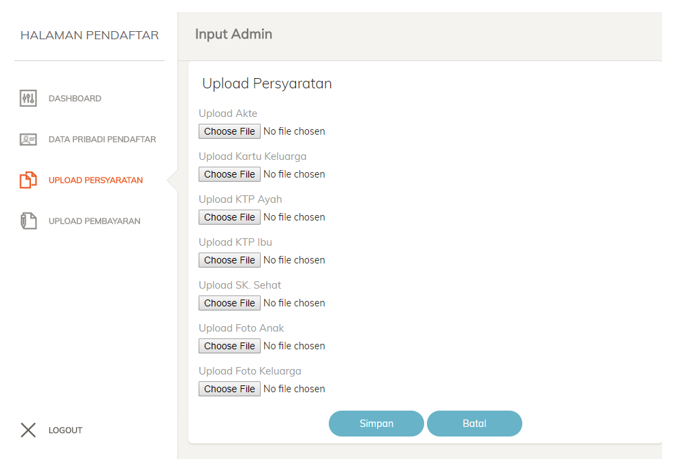 HALAMAN PENDAFTAR
DASHBOARD
DATA PRIBADI PENDAFTAR
UPLOAD PERSYARATAN
UPLOAD PEMBAYARAN
LOGOUT
Input Admin
Upload Persyaratan
Upload Akte
Choose File No file chosen
Upload Kartu Keluarga
Choose File No file chosen
Upload KTP Ayah
Choose File No file chosen
Upload KTP Ibu
Choose File No file chosen
Upload SK. Sehat
Choose File No file chosen
Upload Foto Anak
Choose File No file chosen
Upload Foto Keluarga
Choose File No file chosen
Simpan Batal